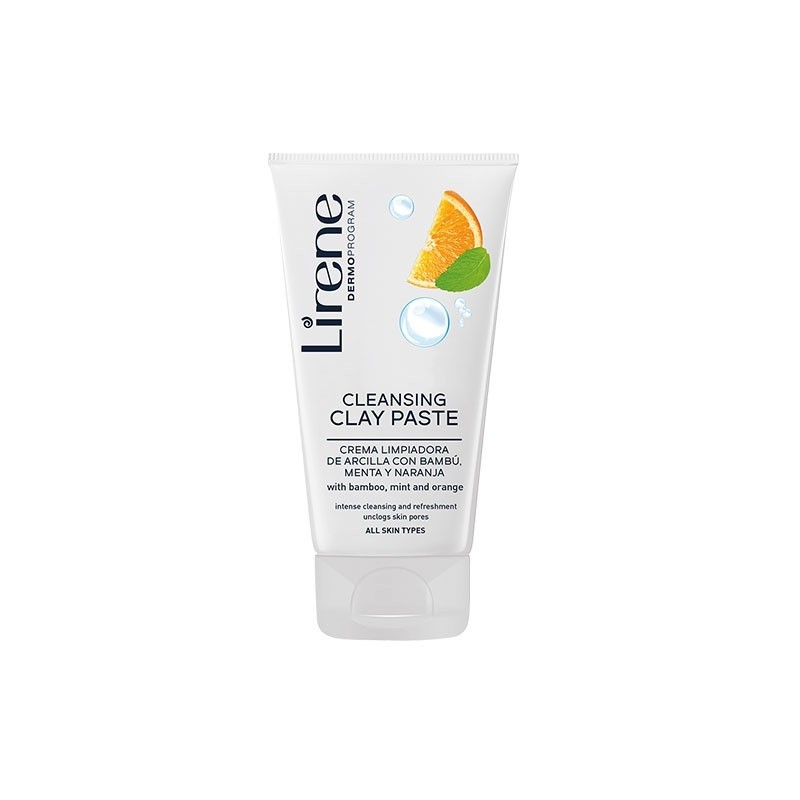 Lirene
DERMOPROGRAM
CLEANSING
CLAY PASTE
CREMA LIMPIADORA
DE ARCILLA CON BAMBÚ,
MENTA Y NARANJA
with bamboo, mint and orange
intense cleansing and refreshment
unclogs skin pores
ALL SKIN TYPES